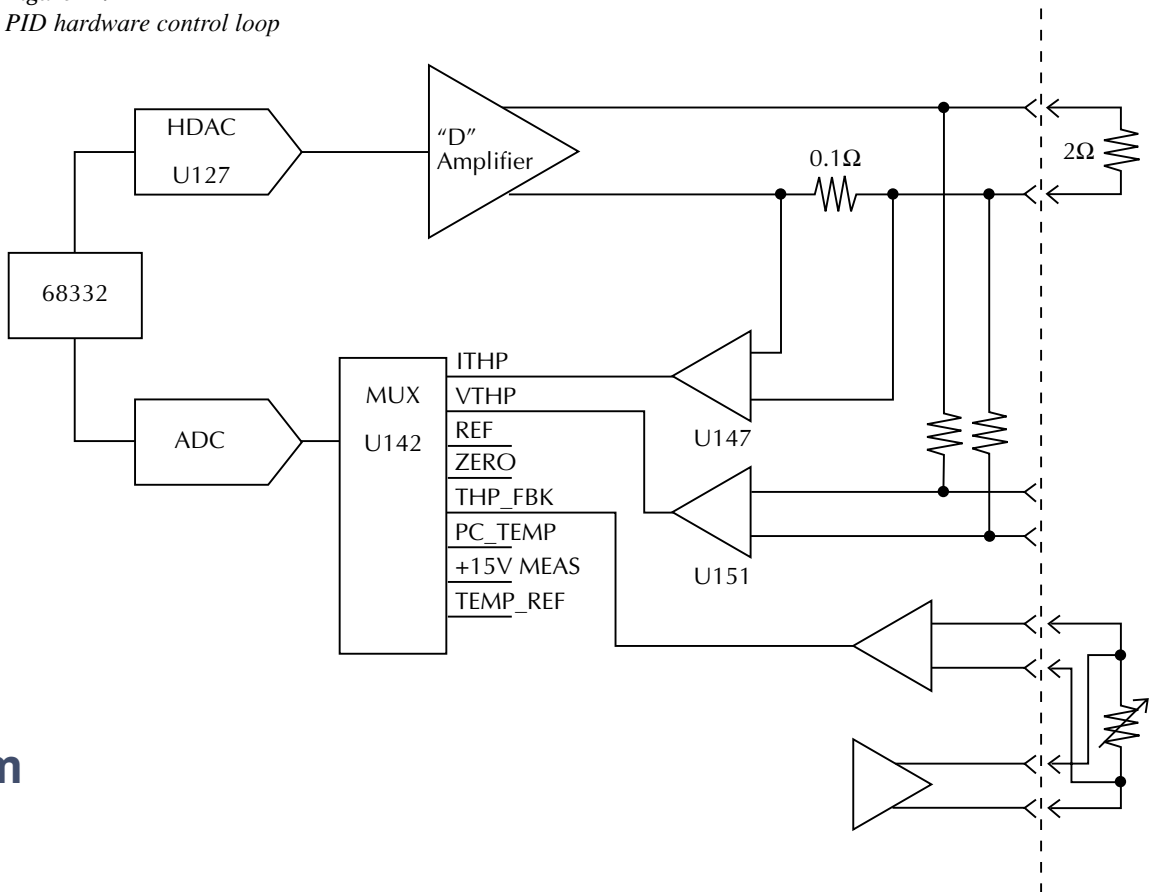 PID hardware control loop
HDAC
U127
"D"
Amplifier
0.1Ω
2Ω
68332
ADC
MUX
U142
ITHP
VTHP
REF
ZERO
THP_FBK
PC_TEMP
+15V MEAS
TEMP_REF
U147
U151
m